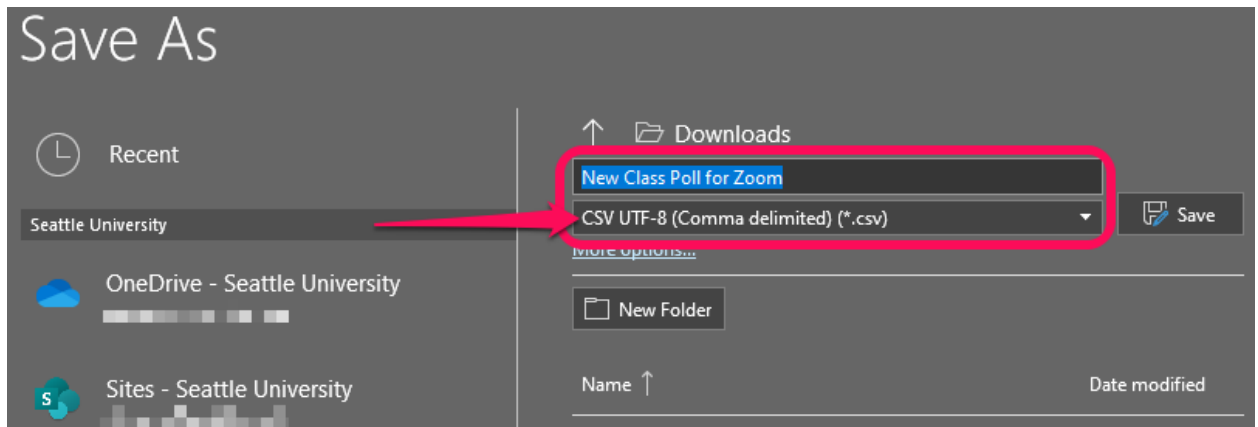 Save As
Recent
Seattle University
OneDrive - Seattle University
Sites - Seattle University
Downloads
New Class Poll for Zoom
CSV UTF-8 (Comma delimited) (*.csv)
Save
More options...
New Folder
Name
Date modified